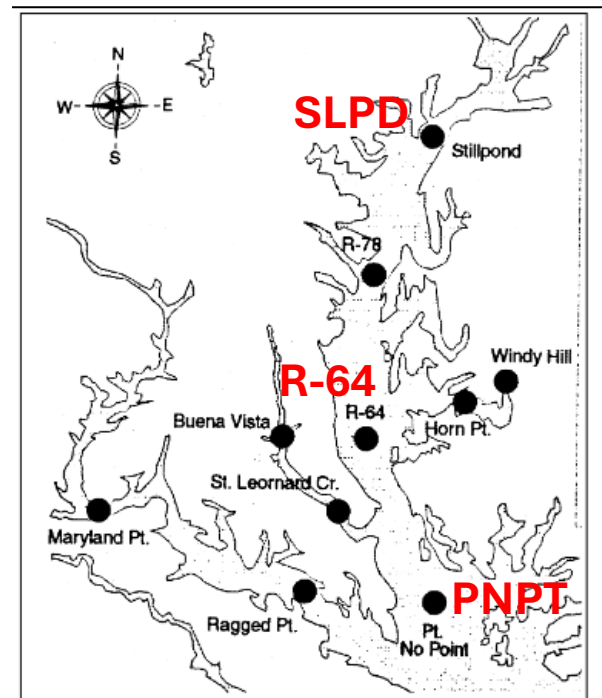 N
W
E
S
SLPD
Stillpond
R-78
Windy Hill
R-64
R-64
Buena Vista
Horn Pt.
St. Leornard Cr.
Maryland Pt.
PNPT
Ragged Pt.
Pt.
No Point